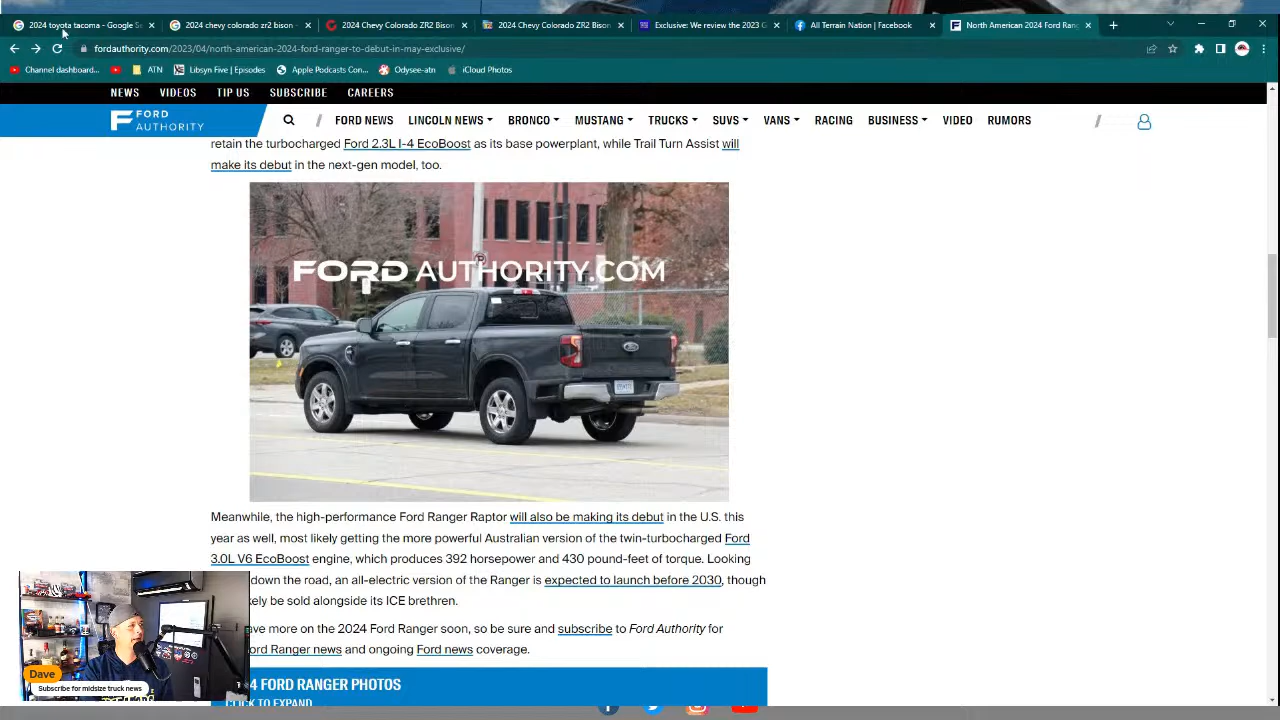 2024 toyota tacoma - Google S
2024 chevy colorado zr2 bison -
2024 Chevy Colorado ZR2 Bison
2024 Chevy Colorado ZR2 Bison
Exclusive: We review the 2023 G
All Terrain Nation | Facebook
North American 2024 Ford Rang
fordauthority.com/2023/04/north-american-2024-ford-ranger-to-debut-in-may-exclusive/
Channel dashboard...
ATN
Libsyn Five | Episodes
Apple Podcasts Con...
Odysee-atn
iCloud Photos
NEWS VIDEOS TIP US SUBSCRIBE CAREERS
FORD
AUTHORITY
FORD NEWS LINCOLN NEWS BRONCO MUSTANG TRUCKS SUVS VANS RACING BUSINESS VIDEO RUMORS
retain the turbocharged Ford 2.3L I-4 EcoBoost as its base powerplant, while Trail Turn Assist will
make its debut in the next-gen model, too.
FORD AUTHORITY.COM
Ford
Meanwhile, the high-performance Ford Ranger Raptor will also be making its debut in the U.S. this
year as well, most likely getting the more powerful Australian version of the twin-turbocharged Ford
3.0L V6 EcoBoost engine, which produces 392 horsepower and 430 pound-feet of torque. Looking
down the road, an all-electric version of the Ranger is expected to launch before 2030, though
kely be sold alongside its ICE brethren.
ave more on the 2024 Ford Ranger soon, so be sure and subscribe to Ford Authority for
ord Ranger news and ongoing Ford news coverage.
4 FORD RANGER PHOTOS
CLICK TO EXPAND
Dave
Subscribe for midsize truck news